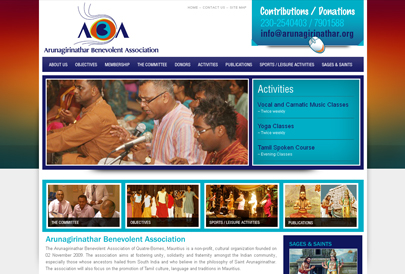 HOME · CONTACT US · SITE MAP
Contributions / Donations
230-2540403 / 7901568
info@arunagirinathar.org
ABA
Arunagirinathar Benevolent Association
ABOUT US OBJECTIVES MEMBERSHIP THE COMMITTEE DONORS ACTIVITIES PUBLICATIONS SPORTS / LEISURE ACTIVITIES SAGES & SAINTS
Activities
Vocal and Carnatic Music Classes
- Twice weekly
Yoga Classes
- Twice weekly
Tamil Spoken Course
- Evening Classes
THE COMMITTEE
OBJECTIVES
SPORTS / LEISURE ACTIVITIES
PUBLICATIONS
Arunagirinathar Benevolent Association
The Arunagirinathar Benevolent Association of Quatre-Bornes, Mauritius is a non-profit, cultural organization founded on
02 November 2009. The association aims at fostering unity, solidarity and fraternity amongst the Indian community,
especially those whose ancestors hailed from South India and who believe in the philosophy of Saint Arunagirinathar.
The association will also focus on the promotion of Tamil culture, language and traditions in Mauritius
SAGES & SAINTS